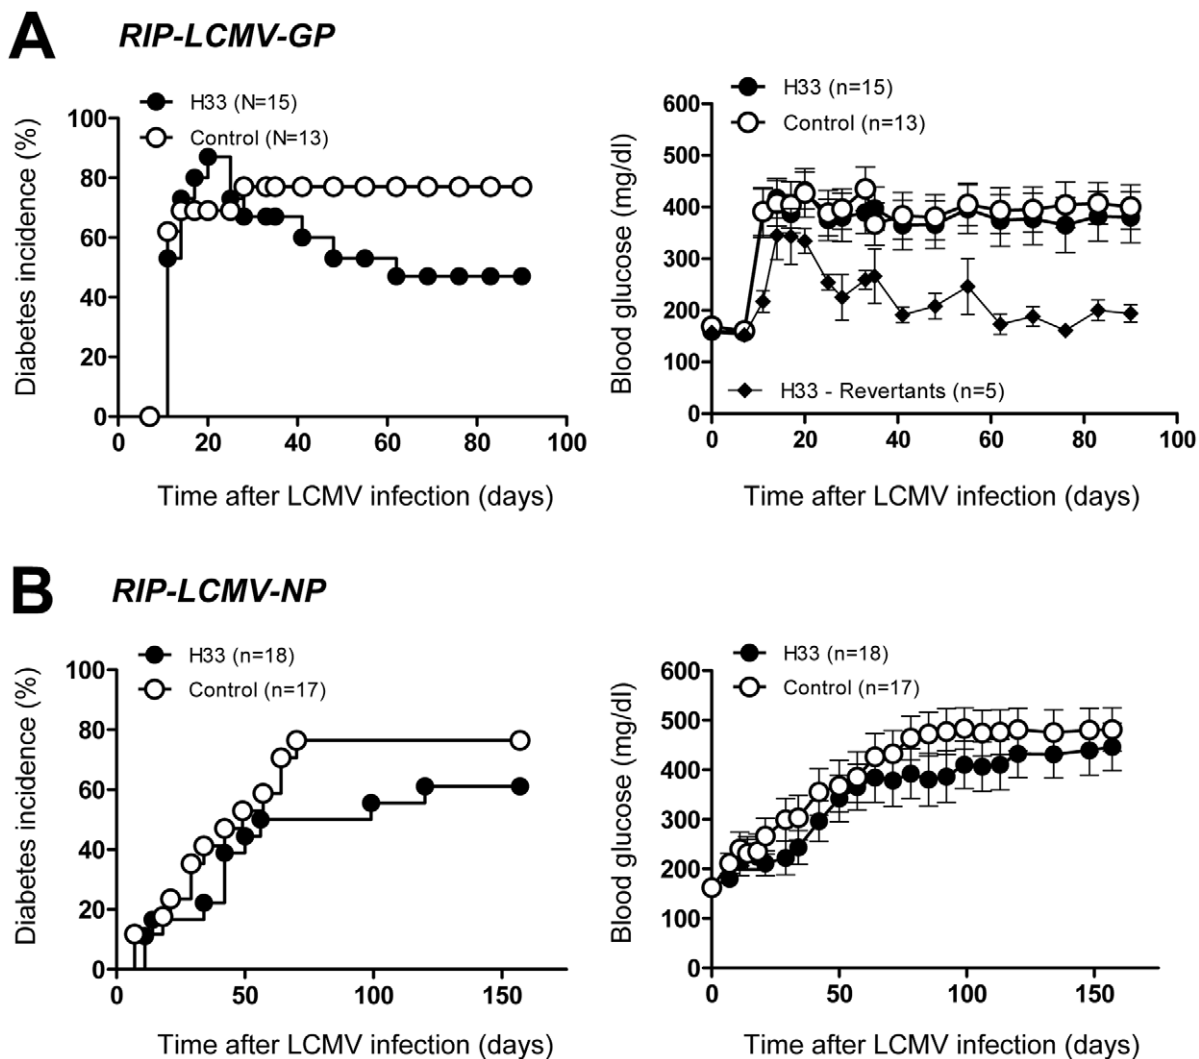 A
RIP-LCMV-GP
H33 (N=15)
Control (N=13)
Diabetes incidence (%)
100
80
60
40
20
0
0 20 40 60 80 100
Time after LCMV infection (days)
H33 (n=15)
Control (n=13)
Blood glucose (mg/dl)
600
500
400
300
200
100
0
H33 - Revertants (n=5)
0 20 40 60 80 100
Time after LCMV infection (days)
B
RIP-LCMV-NP
H33 (n=18)
Control (n=17)
Diabetes incidence (%)
100
80
60
40
20
0
0 50 100 150
Time after LCMV infection (days)
H33 (n=18)
Control (n=17)
Blood glucose (mg/dl)
600
500
400
300
200
100
0
0 50 100 150
Time after LCMV infection (days)